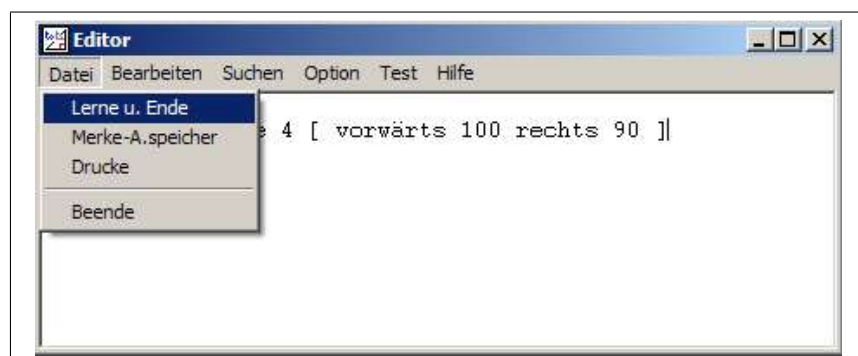 Editor
Datei Bearbeiten Suchen Option Test Hilfe
Lerne u. Ende
4 [ vorwärts 100 rechts 90 ]
Merke-A.speicher
Drucke
Beende